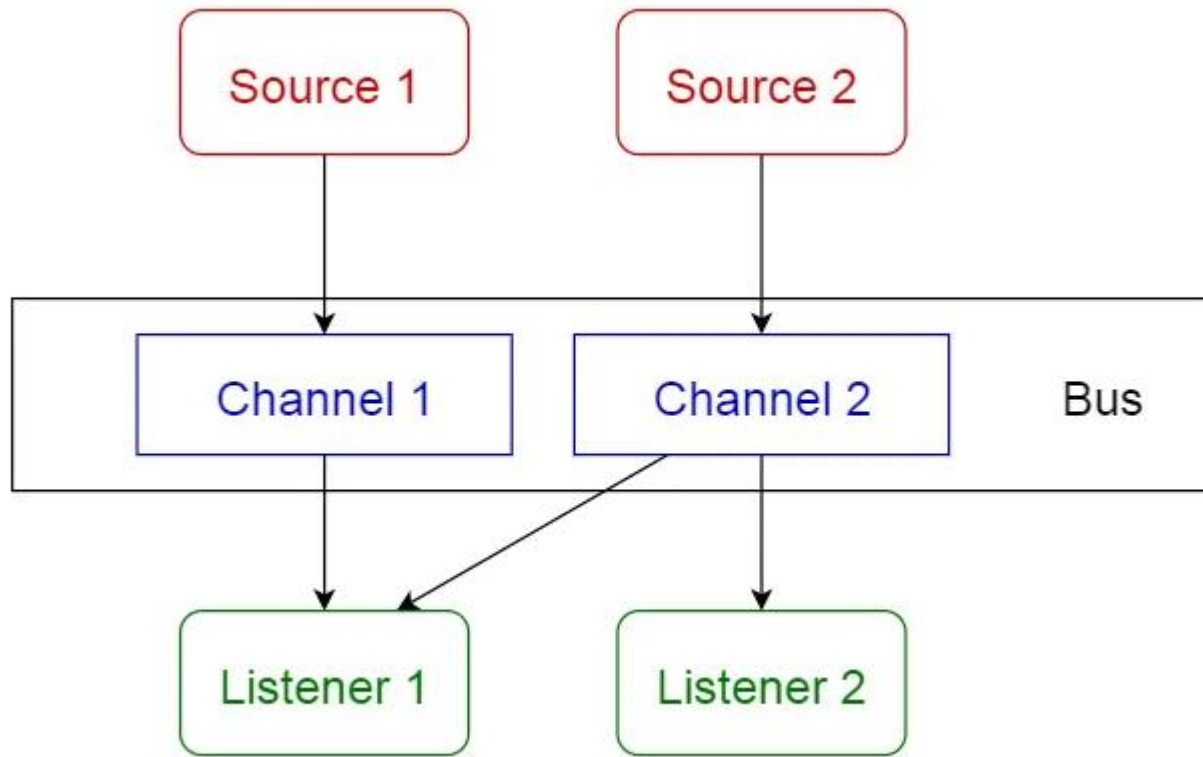 Source 1
Source 2
Channel 1
Channel 2
Bus
Listener 1
Listener 2